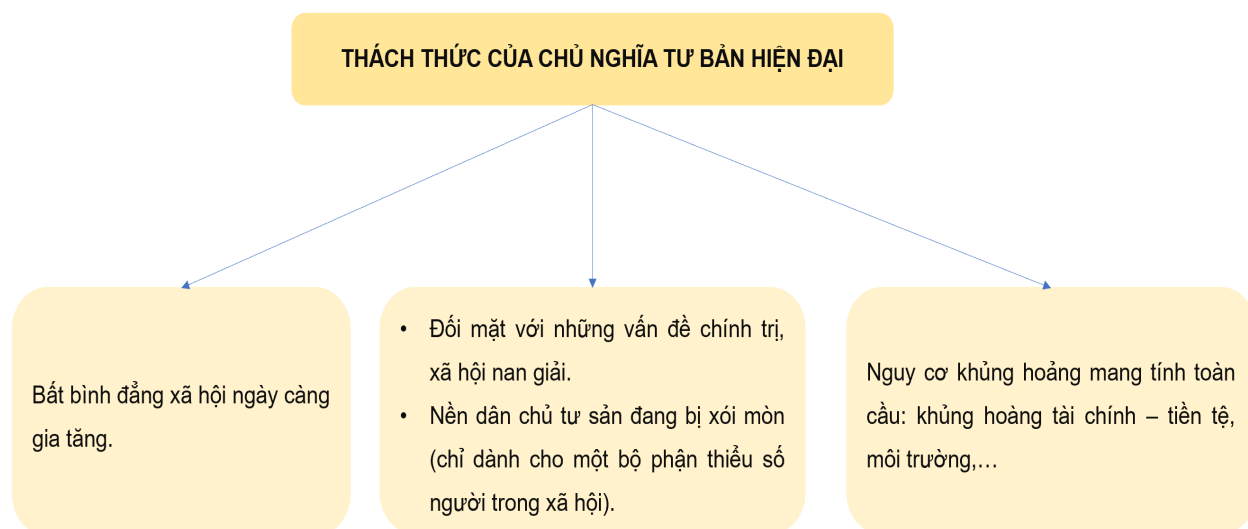 THÁCH THỨC CỦA CHỦ NGHĨA TƯ BẢN HIỆN ĐẠI
Bất bình đẳng xã hội ngày càng
gia tăng.
• Đối mặt với những vấn đề chính trị,
xã hội nan giải.
• Nền dân chủ tư sản đang bị xói mòn
(chỉ dành cho một bộ phận thiểu số
người trong xã hội).
Nguy cơ khủng hoảng mang tính toàn
cầu: khủng hoàng tài chính – tiền tệ,
môi trường,…